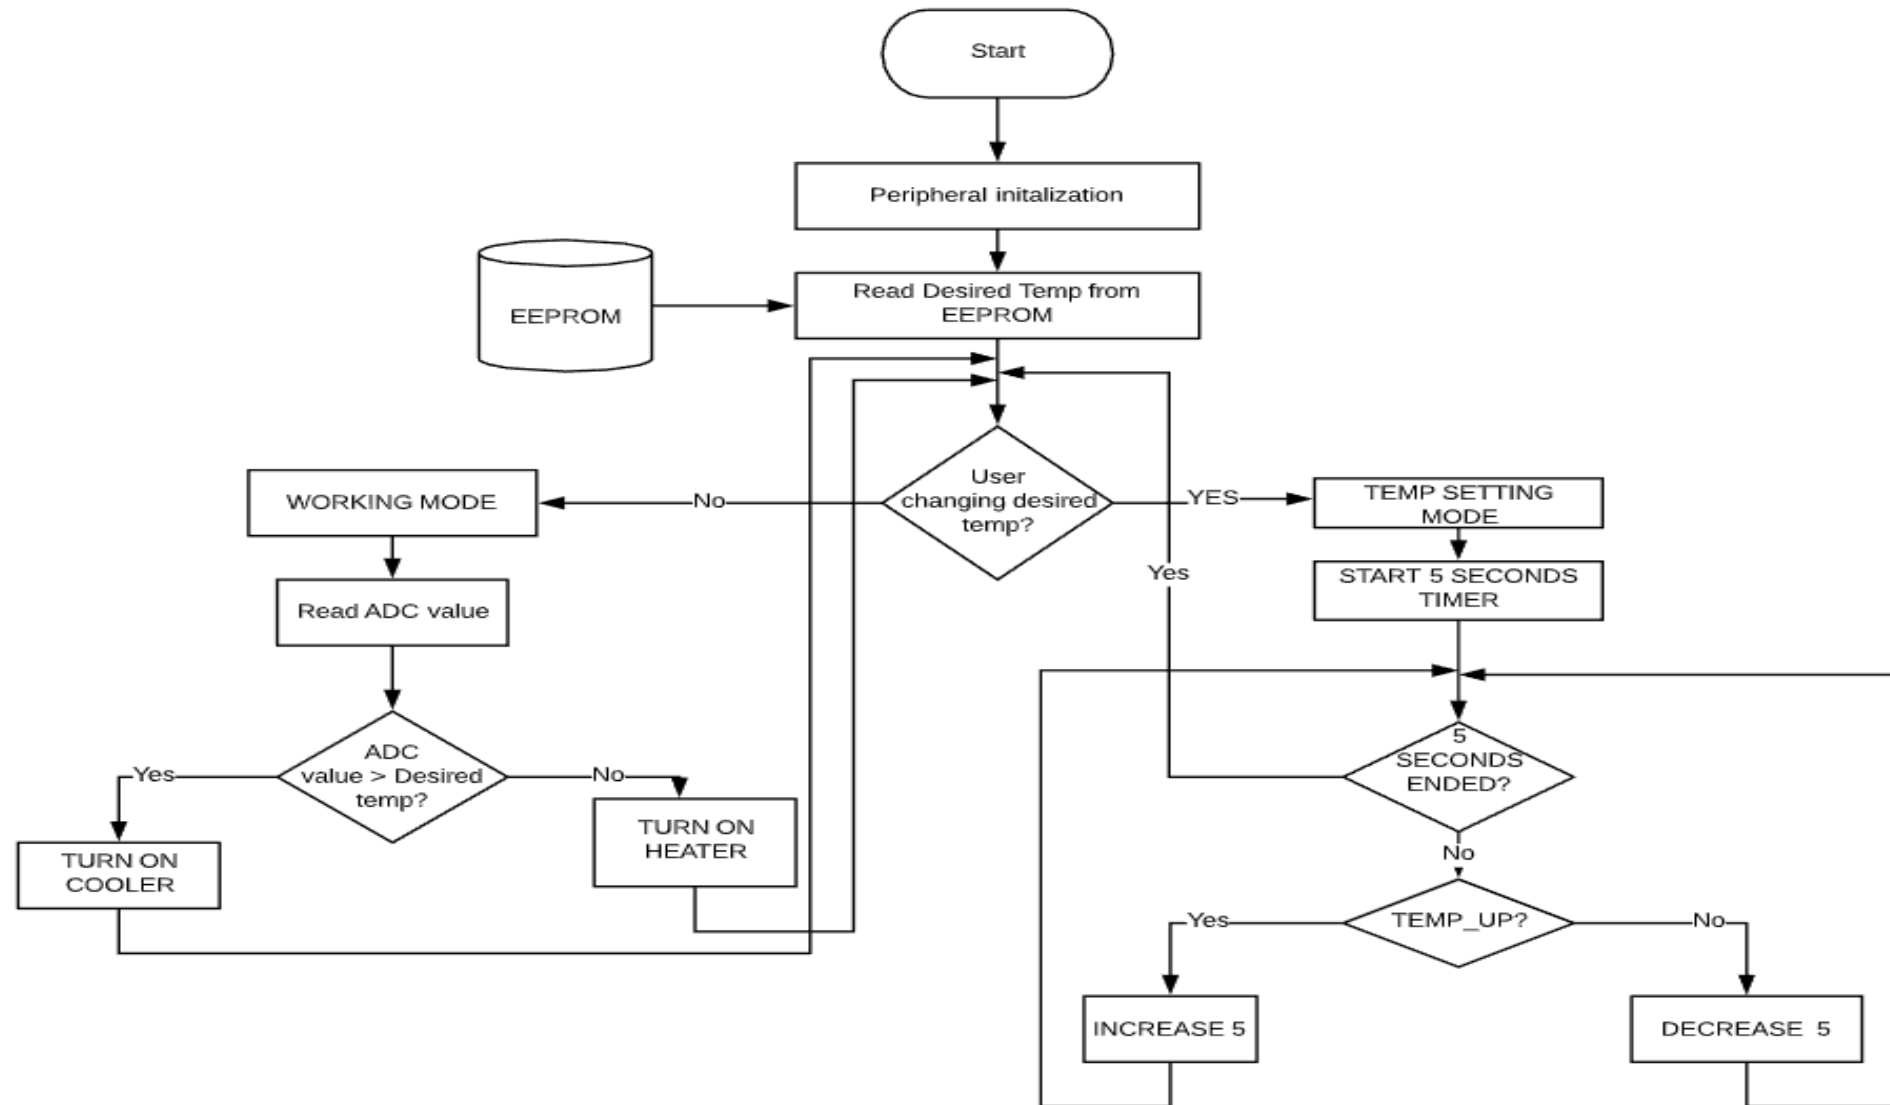 Start
Peripheral initalization
EEPROM
Read Desired Temp from
EEPROM
User
changing desired
temp?
No
YES
WORKING MODE
TEMP SETTING
MODE
Yes
START 5 SECONDS
TIMER
Read ADC value
ADC
value > Desired
temp?
Yes
No
TURN ON
COOLER
TURN ON
HEATER
5
SECONDS
ENDED?
No
TEMP_UP?
Yes
No
INCREASE 5
DECREASE  5